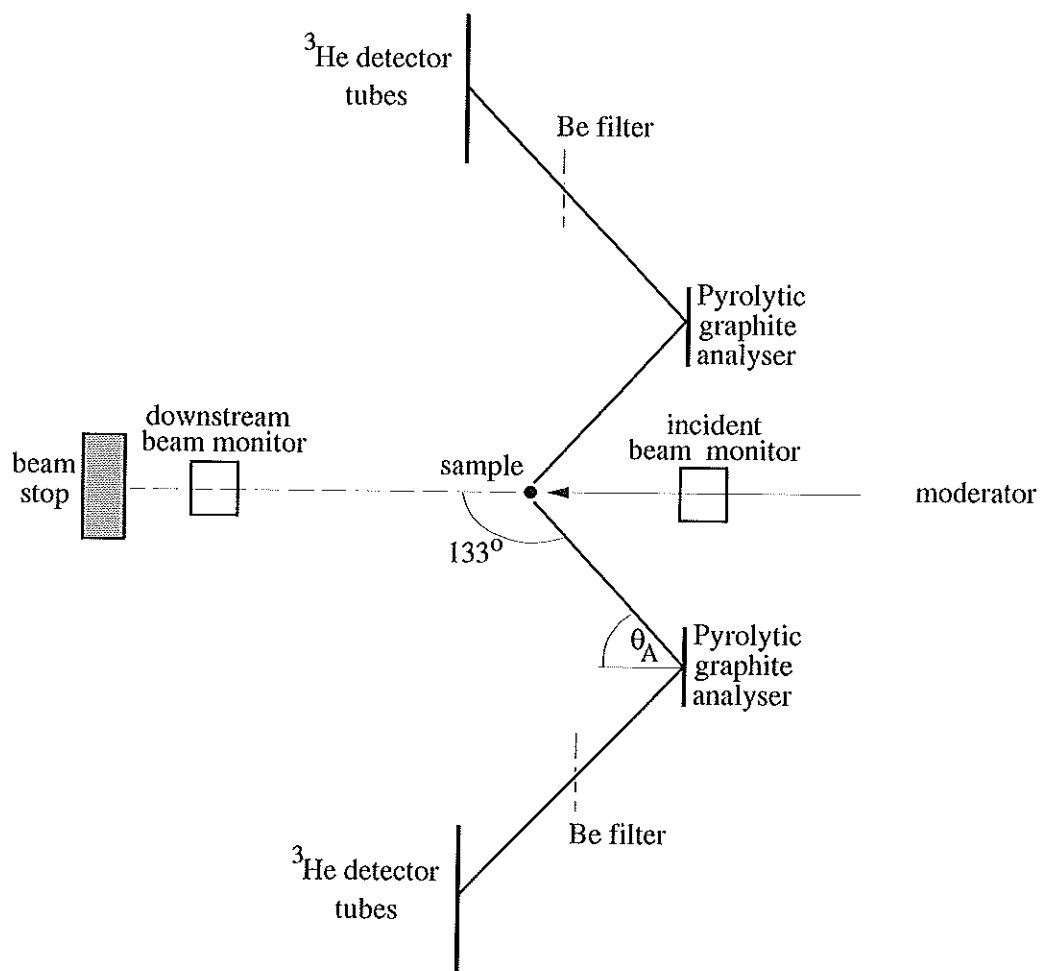 ³He detector
tubes
Be filter
Pyrolytic
graphite
analyser
downstream
beam monitor
beam
stop
sample
incident
beam monitor
moderator
133°
θA
Pyrolytic
graphite
analyser
Be filter
³He detector
tubes